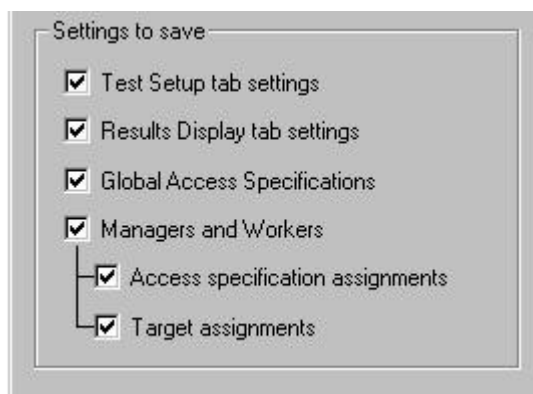 Settings to save
Test Setup tab settings
Results Display tab settings
Global Access Specifications
Managers and Workers
Access specification assignments
Target assignments